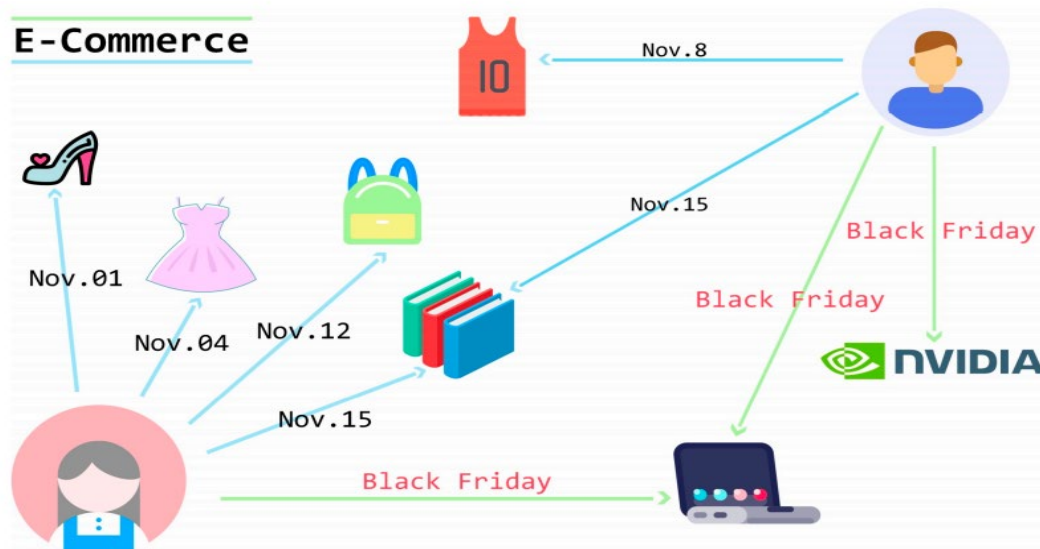 E-Commerce
10
Nov.8
Nov.15
Black Friday
Nov.01
Black Friday
Nov.12
Nov.04
NVIDIA
Nov.15
Black Friday